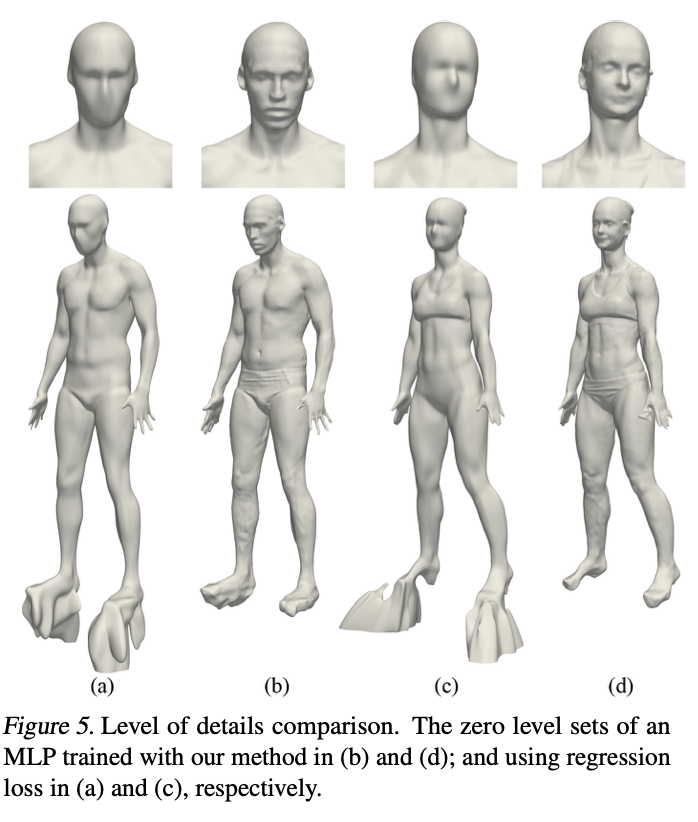 (a) (b) (c) (d)
Figure 5. Level of details comparison. The zero level sets of an
MLP trained with our method in (b) and (d); and using regression
loss in (a) and (c), respectively.